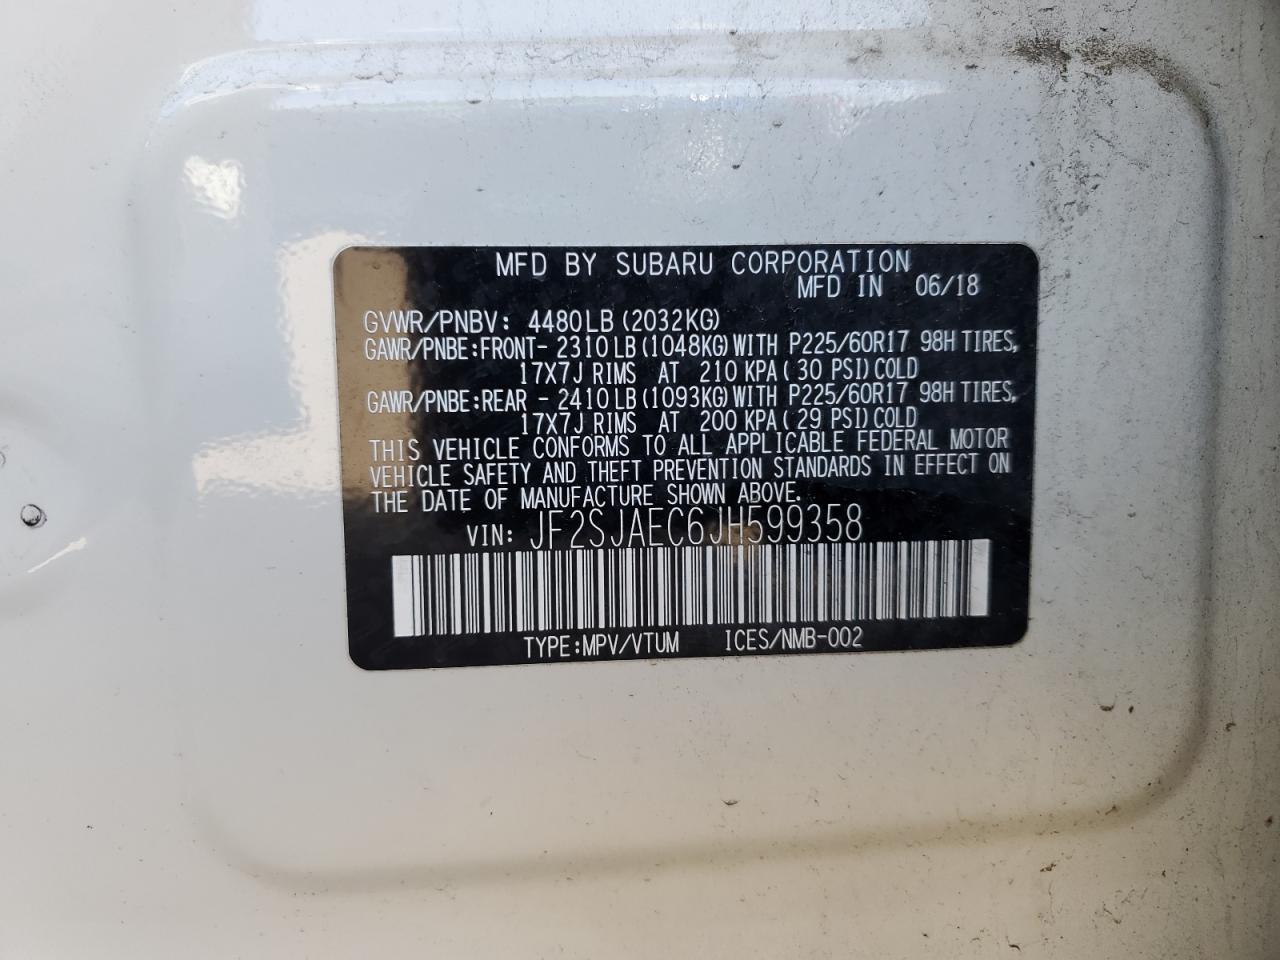 MFD BY SUBARU CORPORATION
MFD IN 06/18
GVWR/PNBV: 4480LB (2032KG)
GAWR/PNBE:FRONT- 2310 LB (1048KG) WITH P225/60R17 98H TIRES,
17X7J RIMS AT 210 KPA ( 30 PSI) COLD
GAWR/PNBE:REAR - 2410 LB (1093KG) WITH P225/60R17 98H TIRES,
17X7J RIMS AT 200 KPA ( 29 PSI) COLD
THIS VEHICLE CONFORMS TO ALL APPLICABLE FEDERAL MOTOR
VEHICLE SAFETY AND THEFT PREVENTION STANDARDS IN EFFECT ON
THE DATE OF MANUFACTURE SHOWN ABOVE.
VIN: JF2SJAEC6JH599358
TYPE:MPV/VTUM ICES/NMB-002